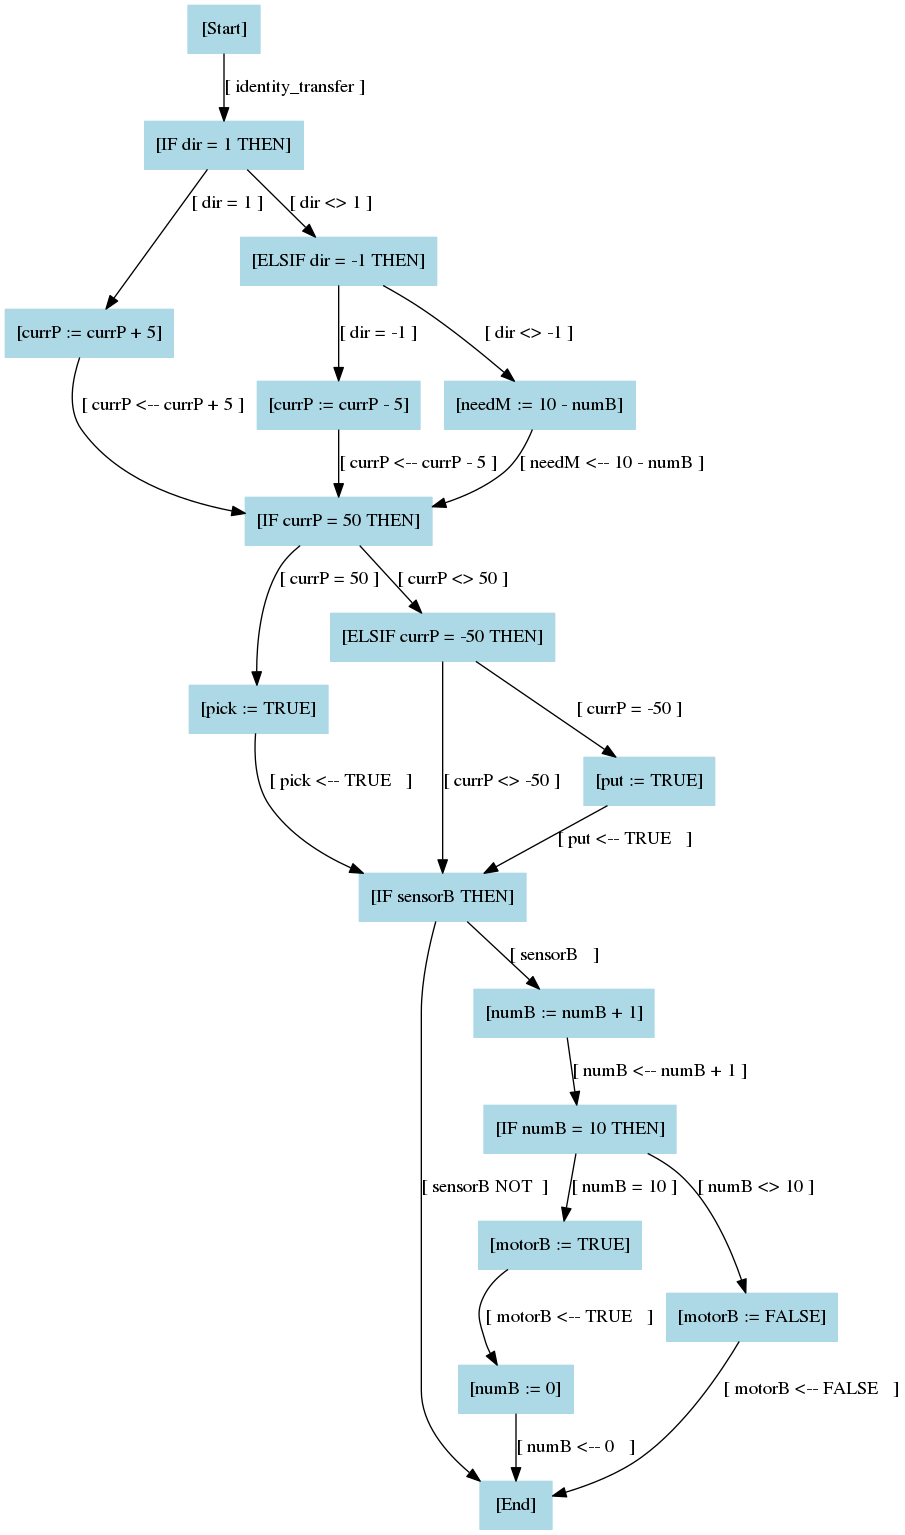 [Start]
[ identity_transfer ]
[IF dir = 1 THEN]
[ dir = 1 ]
[ dir <> 1 ]
[ELSIF dir = -1 THEN]
[currP := currP + 5]
[ dir = -1 ]
[ dir <> -1 ]
[ currP <-- currP + 5 ]
[currP := currP - 5]
[needM := 10 - numB]
[ currP <-- currP - 5 ]
[ needM <-- 10 - numB ]
[IF currP = 50 THEN]
[ currP = 50 ]
[ currP <> 50 ]
[ELSIF currP = -50 THEN]
[pick := TRUE]
[ currP = -50 ]
[ pick <-- TRUE   ]
[ currP <> -50 ]
[put := TRUE]
[ put <-- TRUE   ]
[IF sensorB THEN]
[ sensorB   ]
[numB := numB + 1]
[ numB <-- numB + 1 ]
[IF numB = 10 THEN]
[ sensorB NOT  ]
[ numB = 10 ]
[ numB <> 10 ]
[motorB := TRUE]
[ motorB <-- TRUE   ]
[motorB := FALSE]
[numB := 0]
[ motorB <-- FALSE   ]
[ numB <-- 0   ]
[End]